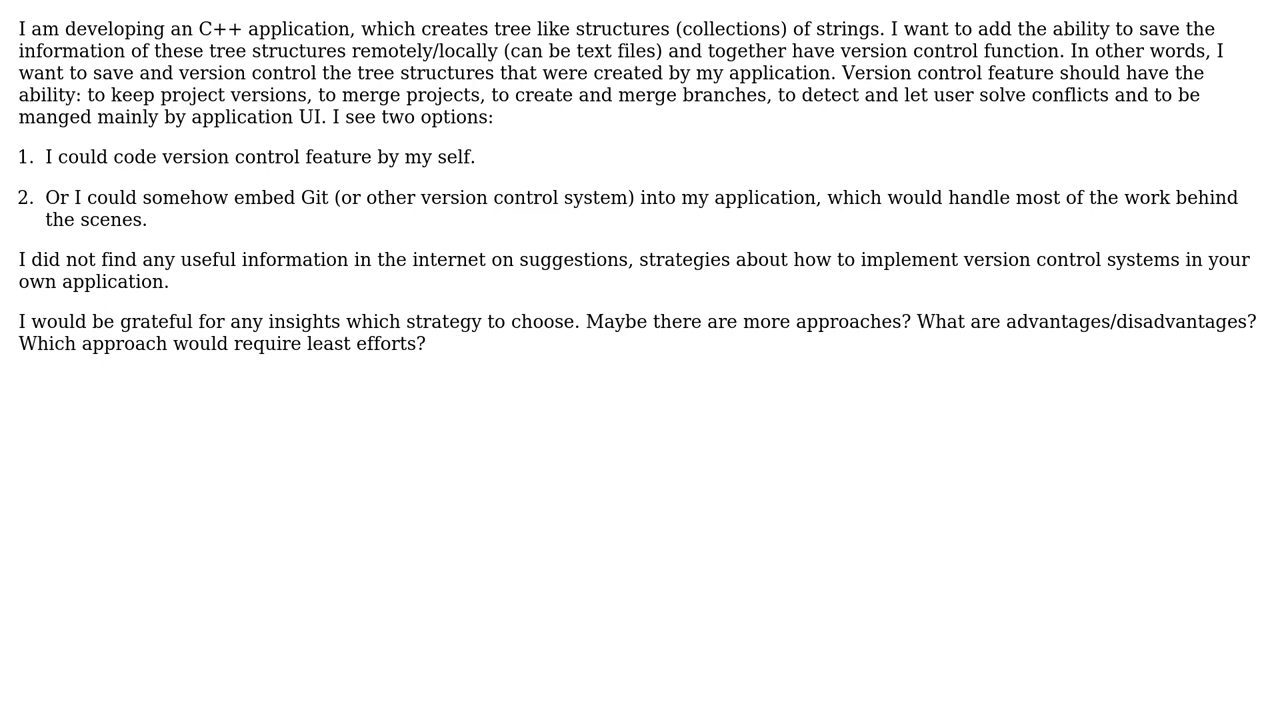 I am developing an C++ application, which creates tree like structures (collections) of strings. I want to add the ability to save the
information of these tree structures remotely/locally (can be text files) and together have version control function. In other words, I
want to save and version control the tree structures that were created by my application. Version control feature should have the
ability: to keep project versions, to merge projects, to create and merge branches, to detect and let user solve conflicts and to be
manged mainly by application UI. I see two options:
1. I could code version control feature by my self.
2. Or I could somehow embed Git (or other version control system) into my application, which would handle most of the work behind
the scenes.
I did not find any useful information in the internet on suggestions, strategies about how to implement version control systems in your
own application.
I would be grateful for any insights which strategy to choose. Maybe there are more approaches? What are advantages/disadvantages?
Which approach would require least efforts?